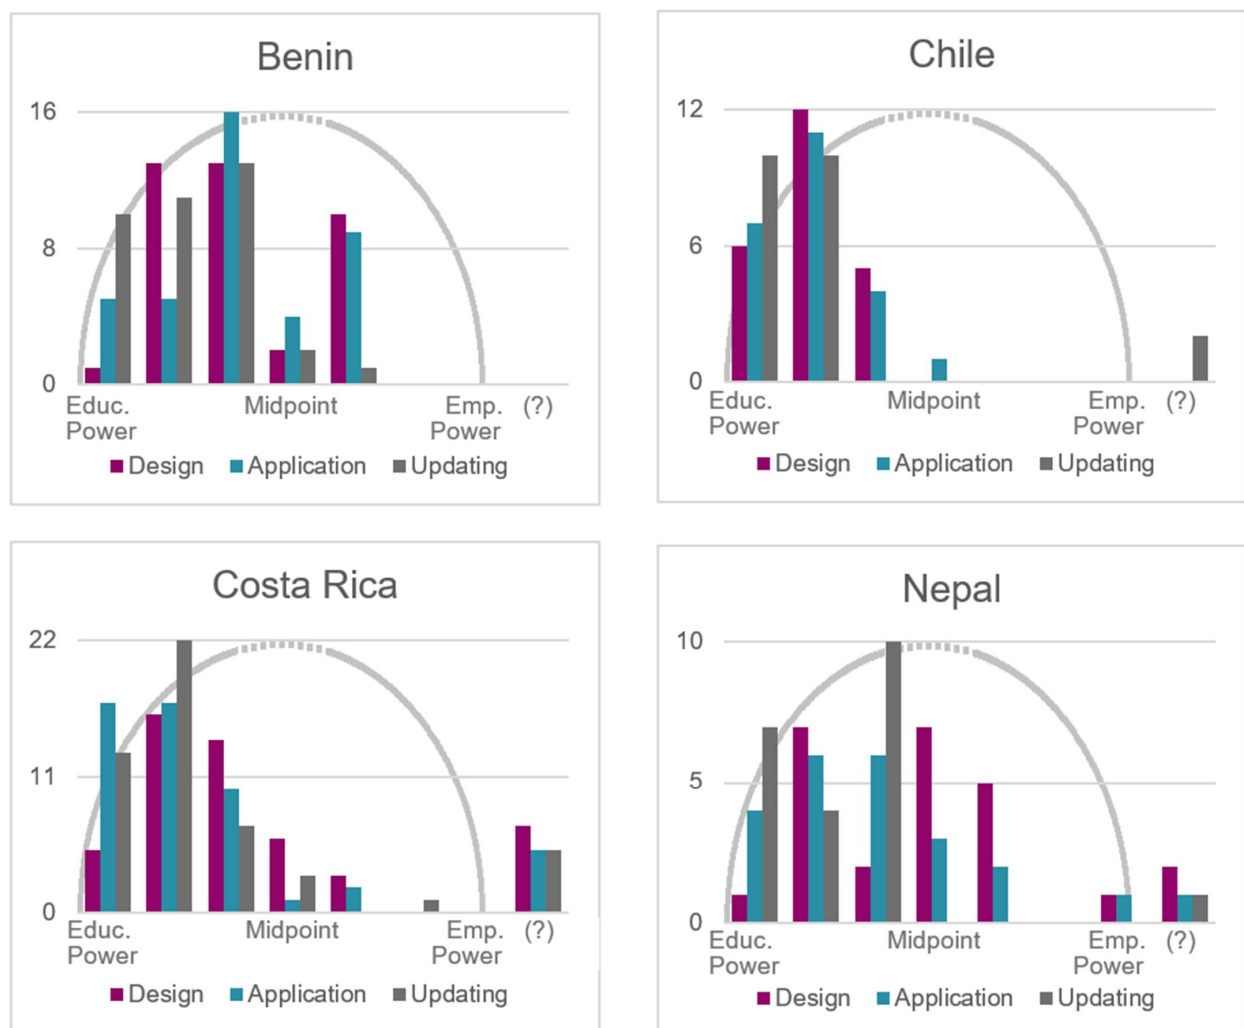 Benin
16
8
0
Educ. Power
Midpoint
Emp. Power
(?)
Design Application Updating
Chile
12
6
0
Educ. Power
Midpoint
Emp. Power
(?)
Design Application Updating
Costa Rica
22
11
0
Educ. Power
Midpoint
Emp. Power
(?)
Design Application Updating
Nepal
10
5
0
Educ. Power
Midpoint
Emp. Power
(?)
Design Application Updating